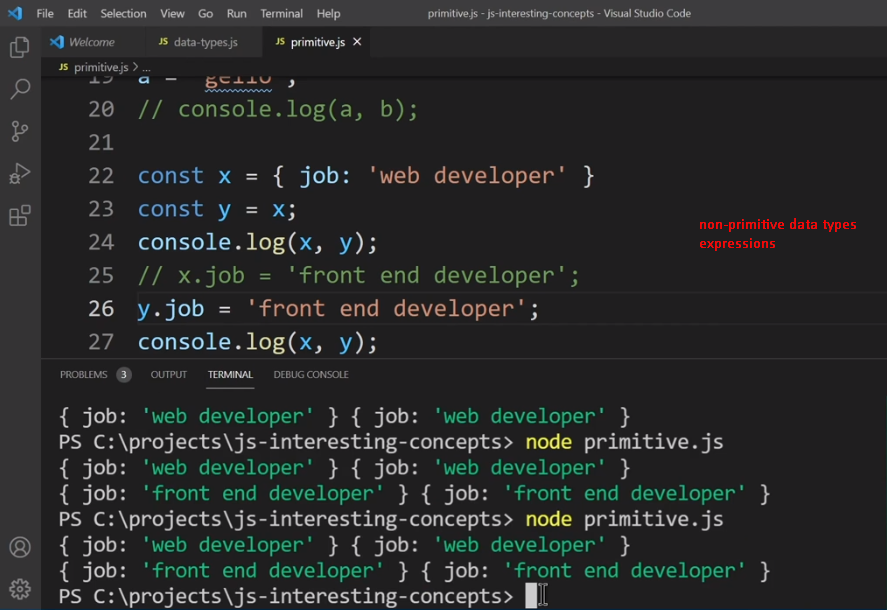 File Edit Selection View Go Run Terminal Help primitive.js - js-interesting-concepts - Visual Studio Code
Welcome JS data-types.js JS primitive.js ×
JS primitive.js > ...
19 a = 'gello';
20 // console.log(a, b);
21
22 const x = { job: 'web developer' }
23 const y = x;
24 console.log(x, y);
25 // x.job = 'front end developer';
26 y.job = 'front end developer';
27 console.log(x, y);
non-primitive data types
expressions
PROBLEMS 3 OUTPUT TERMINAL DEBUG CONSOLE
{ job: 'web developer' } { job: 'web developer' }
PS C:\projects\js-interesting-concepts> node primitive.js
{ job: 'web developer' } { job: 'web developer' }
{ job: 'front end developer' } { job: 'front end developer' }
PS C:\projects\js-interesting-concepts> node primitive.js
{ job: 'web developer' } { job: 'web developer' }
{ job: 'front end developer' } { job: 'front end developer' }
PS C:\projects\js-interesting-concepts>